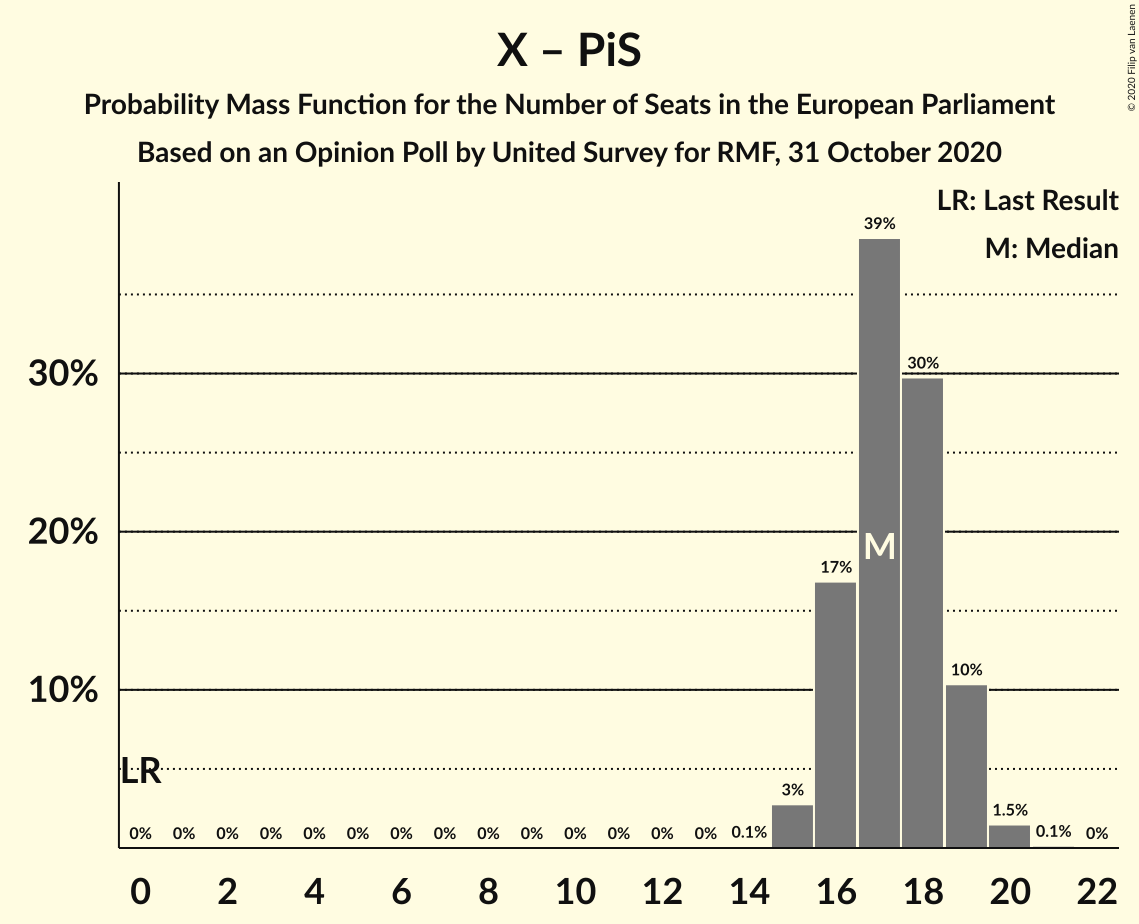 X – PiS
Probability Mass Function for the Number of Seats in the European Parliament
Based on an Opinion Poll by United Survey for RMF, 31 October 2020
© 2020 Filip van Laenen
LR: Last Result
M: Median
39%
30%
30%
20%
M
17%
10%
10%
LR
3%
1.5%
0% 0% 0% 0% 0% 0% 0% 0% 0% 0% 0% 0% 0% 0% 0.1% 0.1% 0%
0 2 4 6 8 10 12 14 16 18 20 22